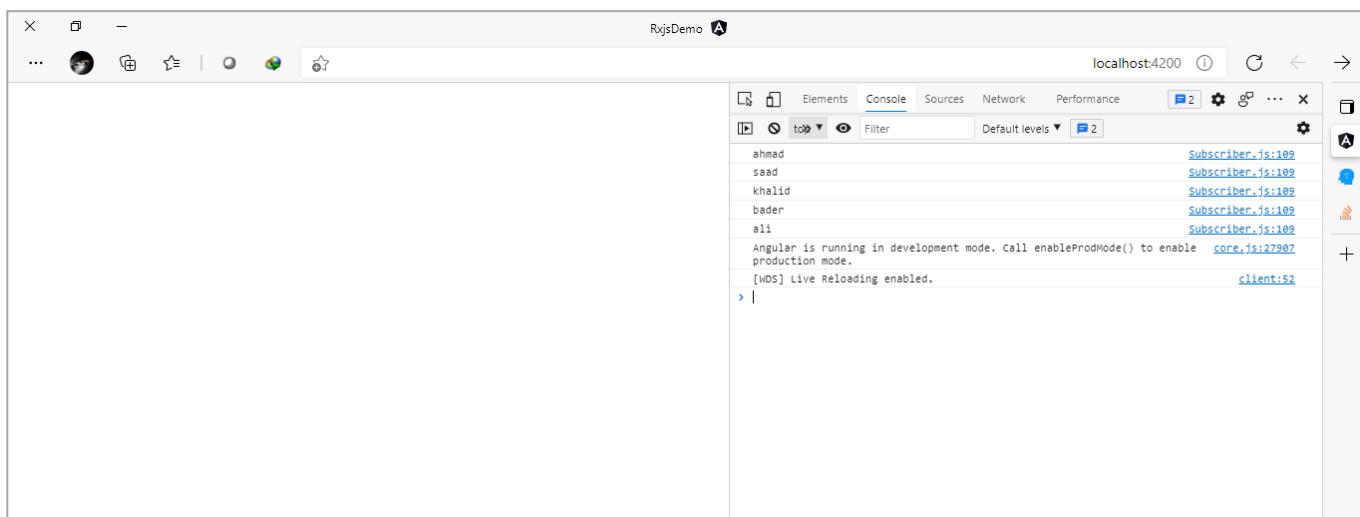 RxjsDemo
localhost:4200
Elements Console Sources Network Performance 2
Default levels 2
Filter
ahmad Subscriber.js:109
saad Subscriber.js:109
khalid Subscriber.js:109
bader Subscriber.js:109
ali Subscriber.js:109
Angular is running in development mode. Call enableProdMode() to enable core.js:27907
production mode.
[WDS] Live Reloading enabled. client:52